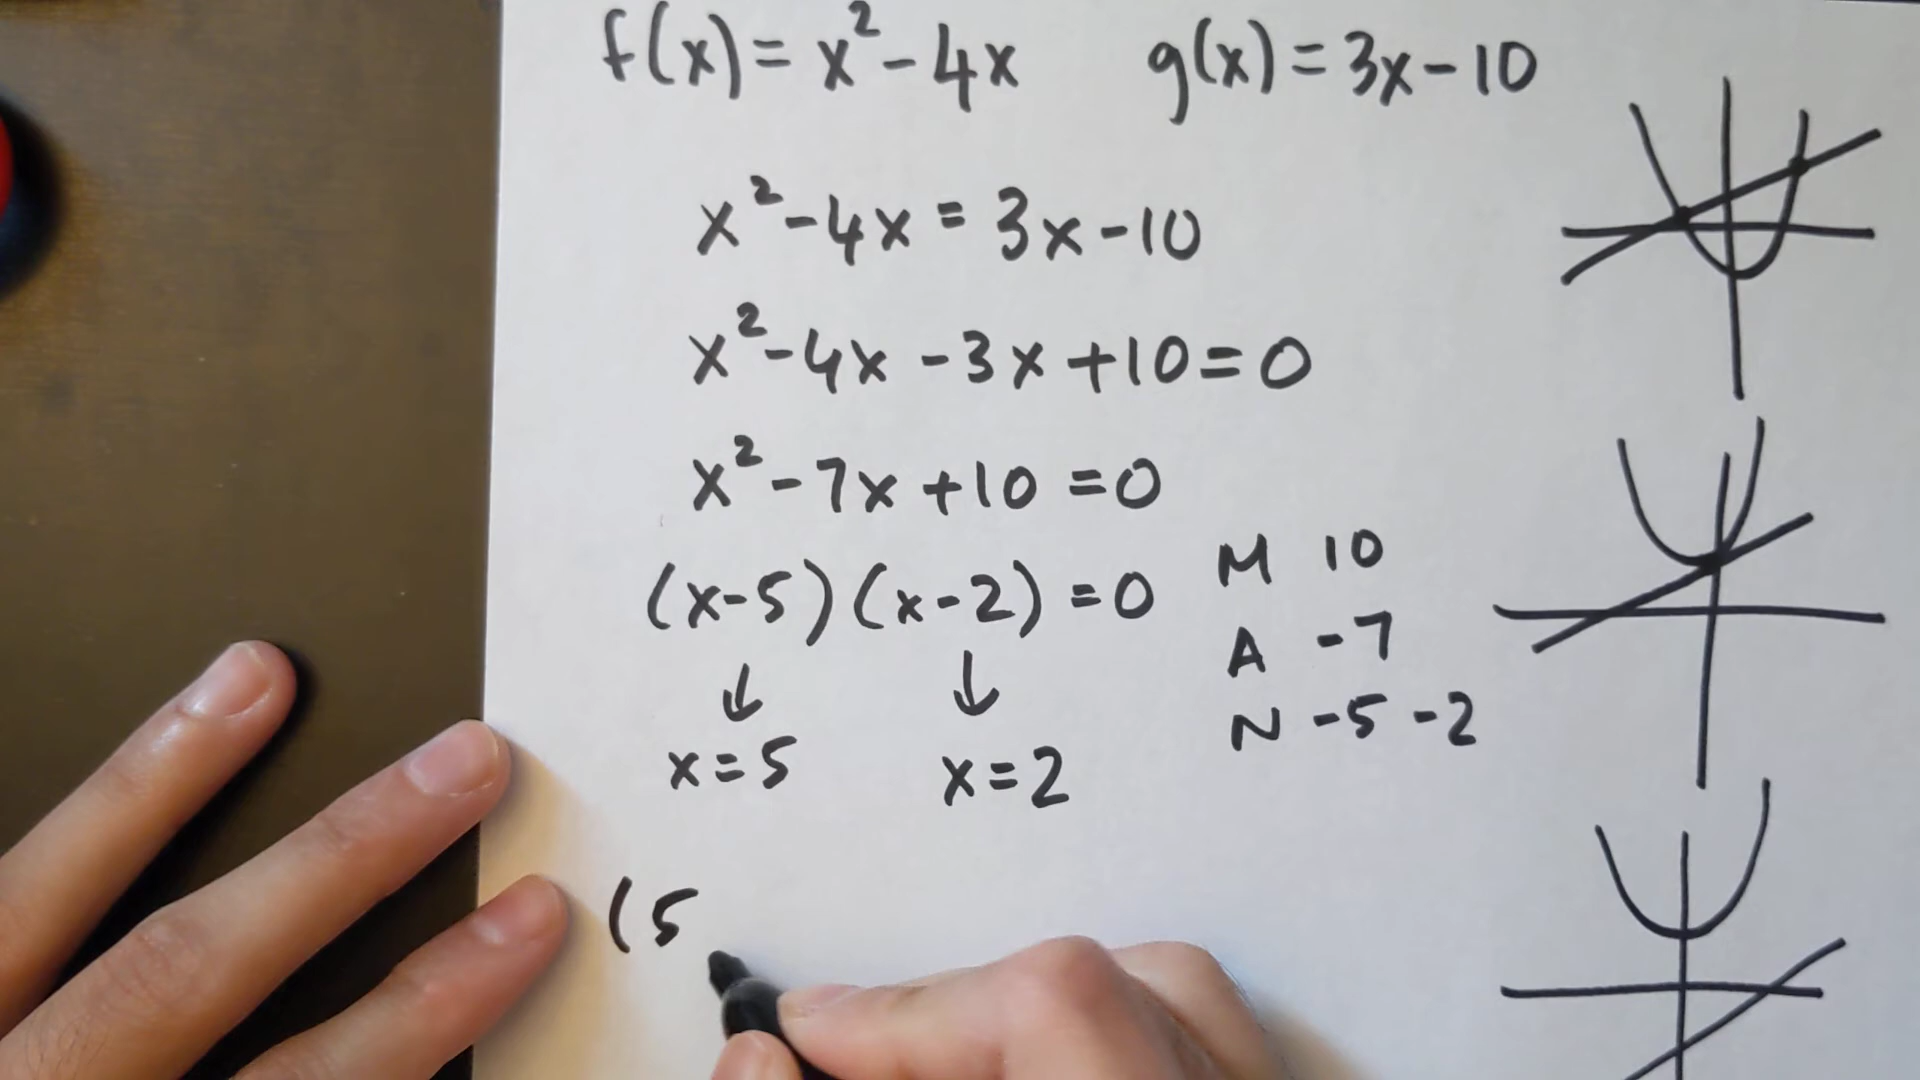 f(x) = x² - 4x g(x) = 3x - 10
x² - 4x = 3x - 10
x² - 4x - 3x + 10 = 0
x² - 7x + 10 = 0
(x-5)(x-2) = 0
M 10
A -7
N -5 -2
↓ ↓
x = 5 x = 2
(5